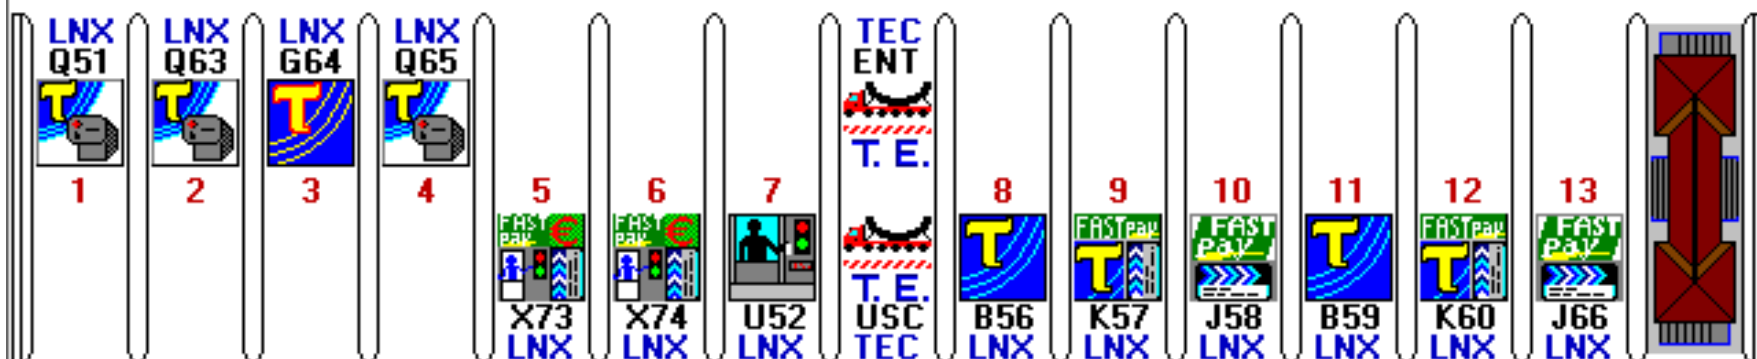 LNX LNX LNX LNX TEC
Q51 Q63 G64 Q65 ENT
T T T T
T. E.
1 2 3 4 5 6 7 8 9 10 11 12 13
FAST pay € FAST pay € T FASTpay T FAST pay T FASTpay T FAST pay
T. E.
X73 X74 U52 USC B56 K57 J58 B59 K60 J66
LNX LNX LNX TEC LNX LNX LNX LNX LNX LNX